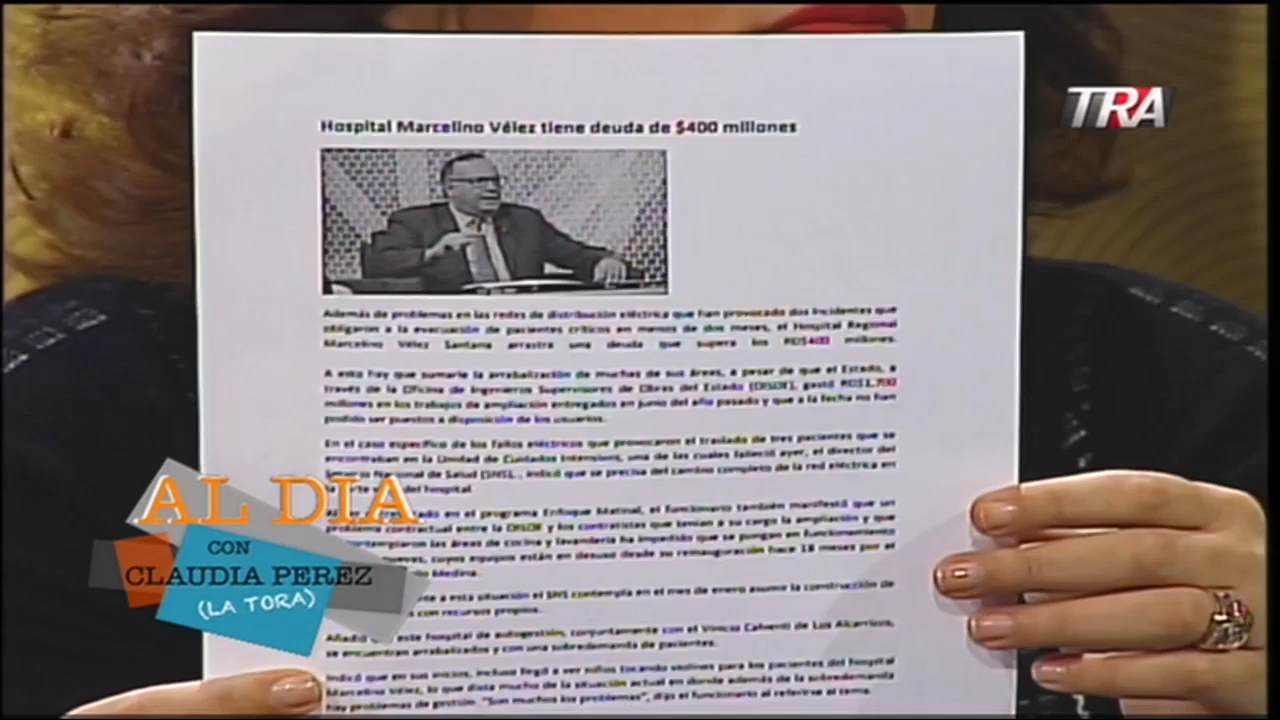 TRA
Hospital Marcelino Vélez tiene deuda de $400 millones
Además de problemas en las redes de distribución eléctrica que han provocado dos incidentes que
obligaron a la evacuación de pacientes críticos en menos de dos meses, el Hospital Regional
Marcelino Vélez Santana arrastra una deuda que supera los RD$400 millones.
A esto hay que sumarle la arrabalización de muchas de sus áreas, a pesar de que el Estado, a
través de la Oficina de Ingenieros Supervisores de Obras del Estado (OISOE), gastó RD$1,700
millones en los trabajos de ampliación entregados en junio del año pasado y que a la fecha no han
podido ser puestos a disposición de los usuarios.
En el caso específico de los fallos eléctricos que provocaron el traslado de tres pacientes que se
encontraban en la Unidad de Cuidados Intensivos, una de las cuales falleció ayer, el director del
Servicio Nacional de Salud (SNS), , indicó que se precisa del cambio completo de la red eléctrica en
la parte del hospital.
en el programa Enfoque Matinal, el funcionario también manifestó que un
problema contractual entre la OISOE y los contratistas que tenían a su cargo la ampliación y que
contemplaron las áreas de cocina y lavandería ha impedido que se pongan en funcionamiento
cuyos equipos están en desuso desde su reinauguración hace 18 meses por el
Medina.
a esta situación el SNS contempla en el mes de enero asumir la construcción de
con recursos propios.
Añadió que este hospital de autogestión, conjuntamente con el Vinicio Calventi de Los Alcarrizos,
se encuentran arrabalizados y con una sobredemanda de pacientes.
Indicó que en sus inicios, incluso llegó a ver niños tocando violines para los pacientes del hospital
Marcelino Vélez, lo que dista mucho de la situación actual en donde además de la sobredemanda
hay problemas de gestión. "Son muchos los problemas", dijo el funcionario al referirse al tema.
AL DIA
CON
CLAUDIA PEREZ
(LA TORA)